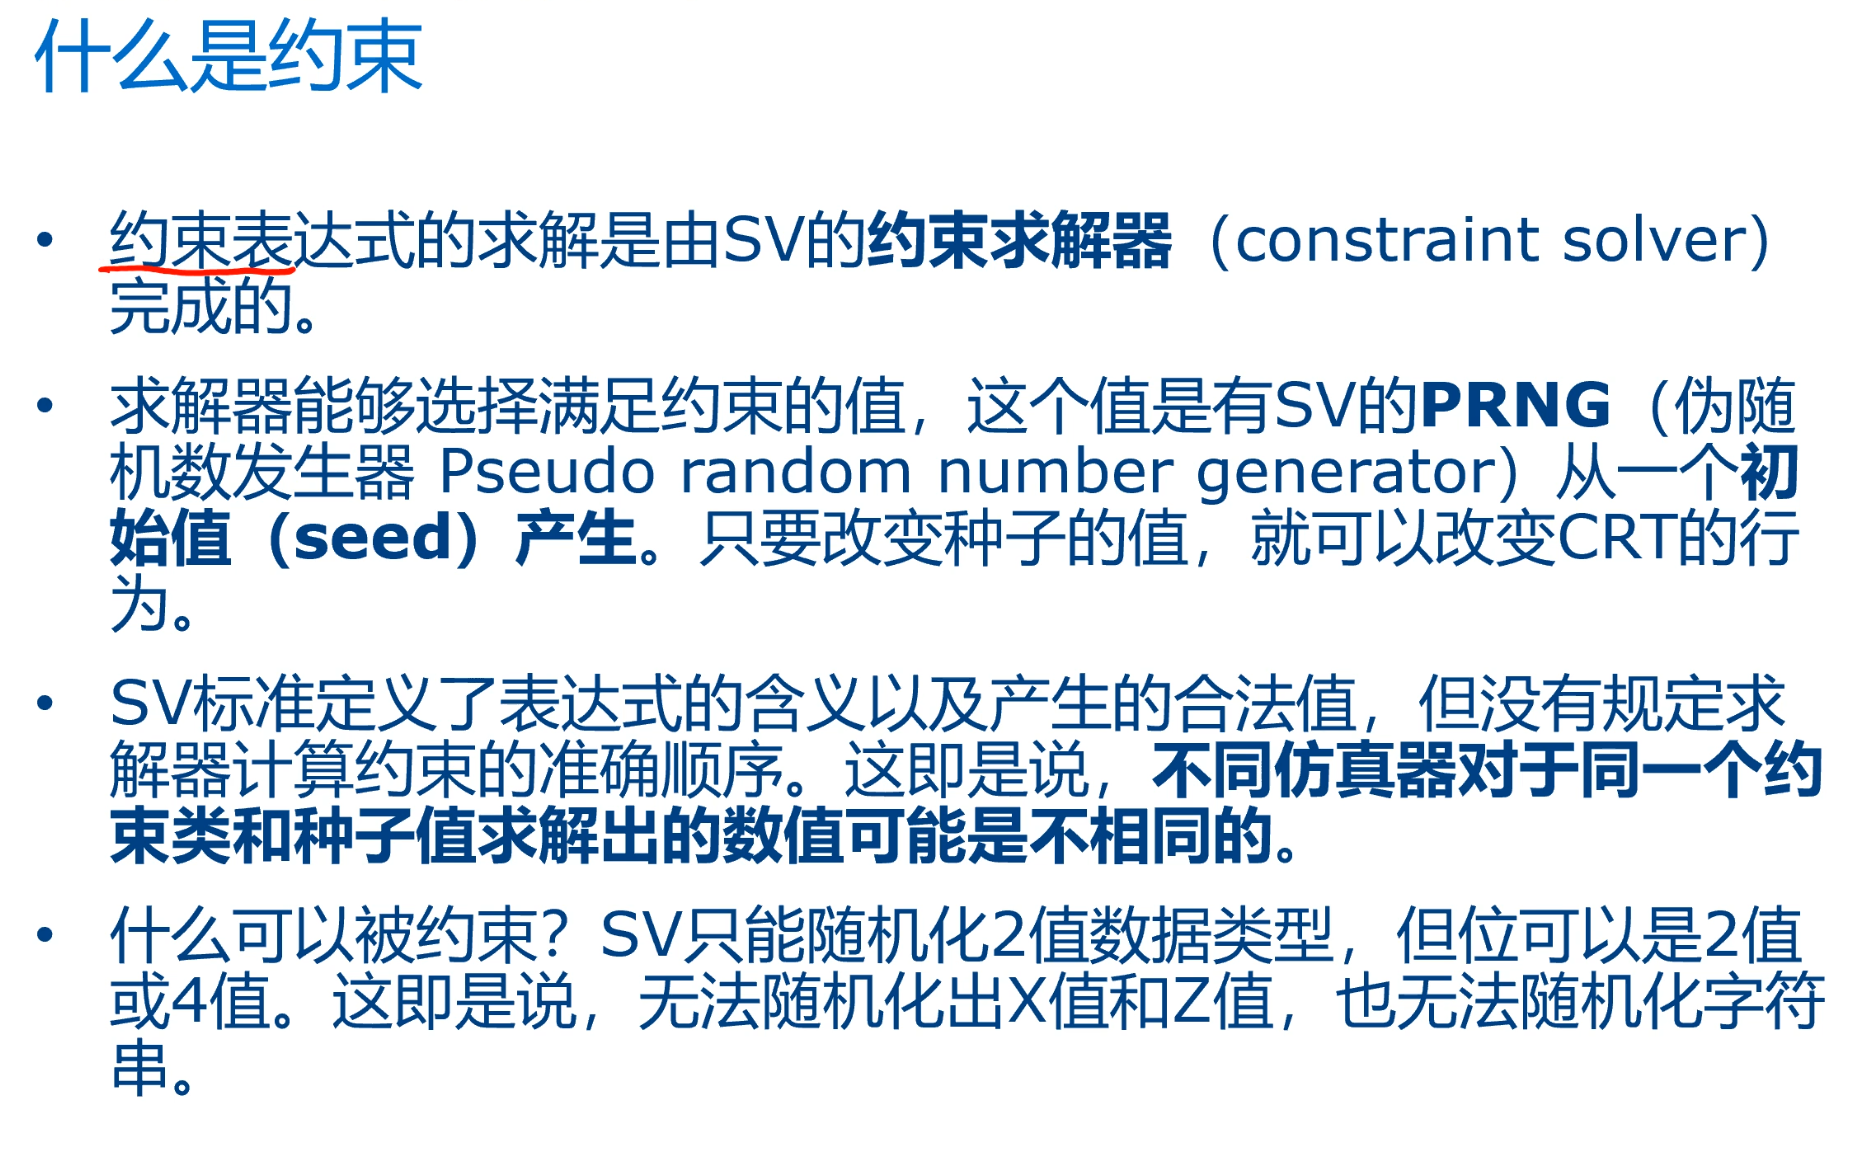 什么是约束
• 约束表达式的求解是由SV的约束求解器（constraint solver）
完成的。
• 求解器能够选择满足约束的值，这个值是有SV的PRNG（伪随
机数发生器 Pseudo random number generator）从一个初
始值（seed）产生。只要改变种子的值，就可以改变CRT的行
为。
• SV标准定义了表达式的含义以及产生的合法值，但没有规定求
解器计算约束的准确顺序。这即是说，不同仿真器对于同一个约
束类和种子值求解出的数值可能是不相同的。
• 什么可以被约束？SV只能随机化2值数据类型，但位可以是2值
或4值。这即是说，无法随机化出X值和Z值，也无法随机化字符
串。